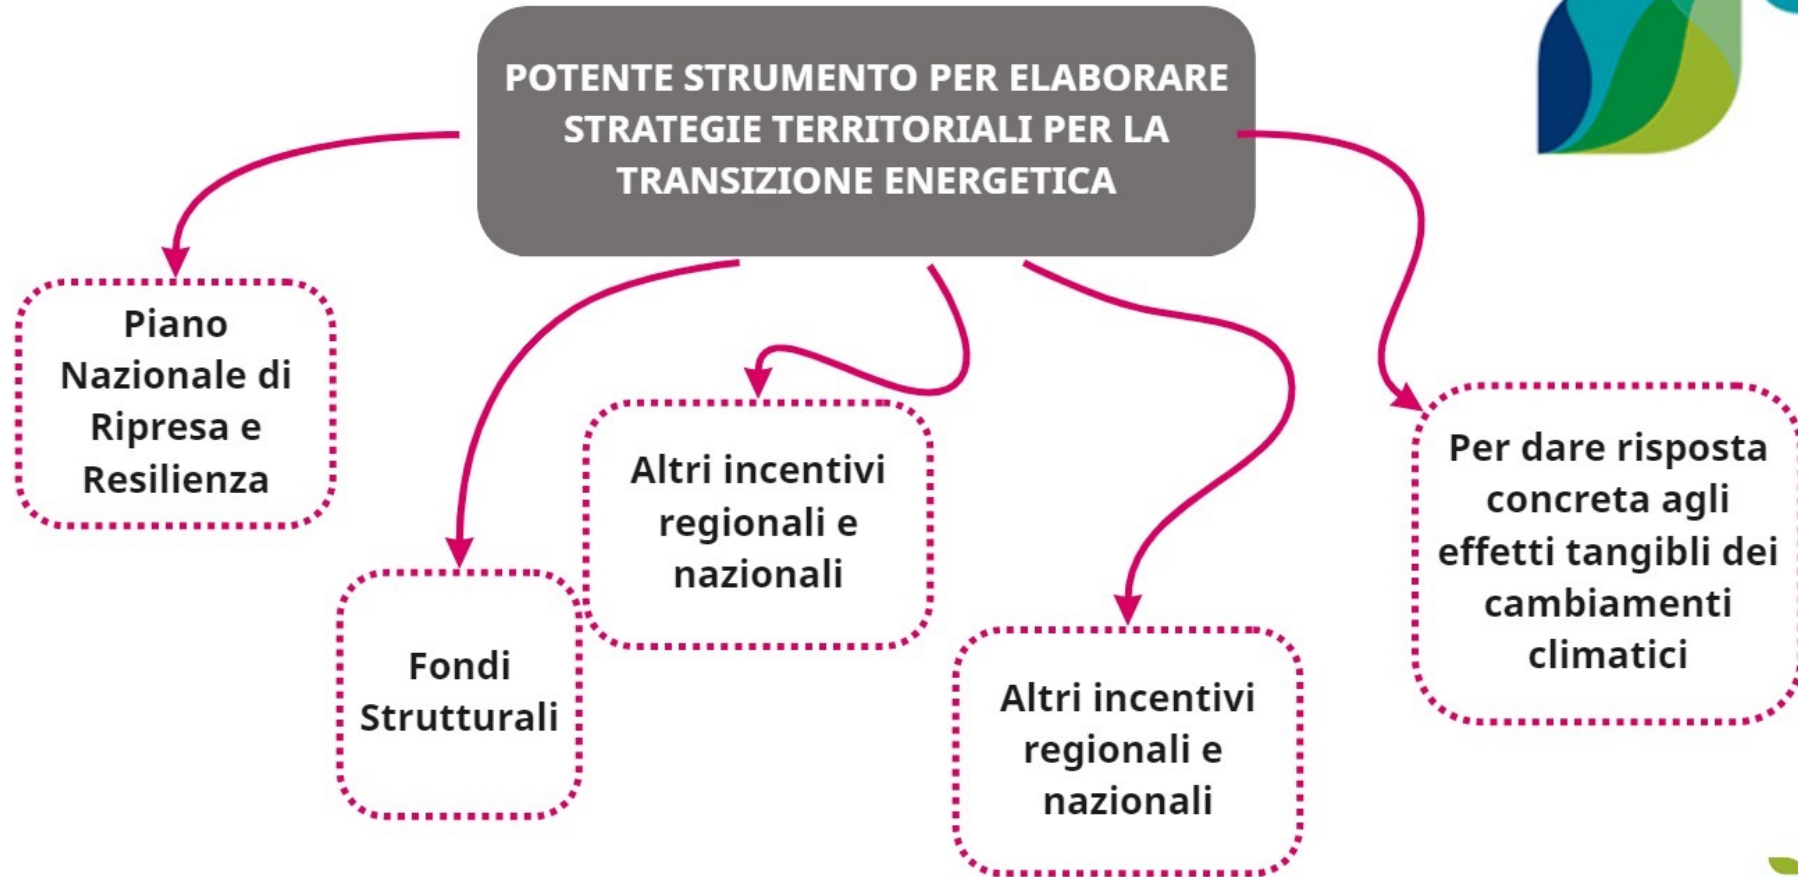 POTENTE STRUMENTO PER ELABORARE
STRATEGIE TERRITORIALI PER LA
TRANSIZIONE ENERGETICA
Piano
Nazionale di
Ripresa e
Resilienza
Fondi
Strutturali
Altri incentivi
regionali e
nazionali
Altri incentivi
regionali e
nazionali
Per dare risposta
concreta agli
effetti tangibli dei
cambiamenti
climatici